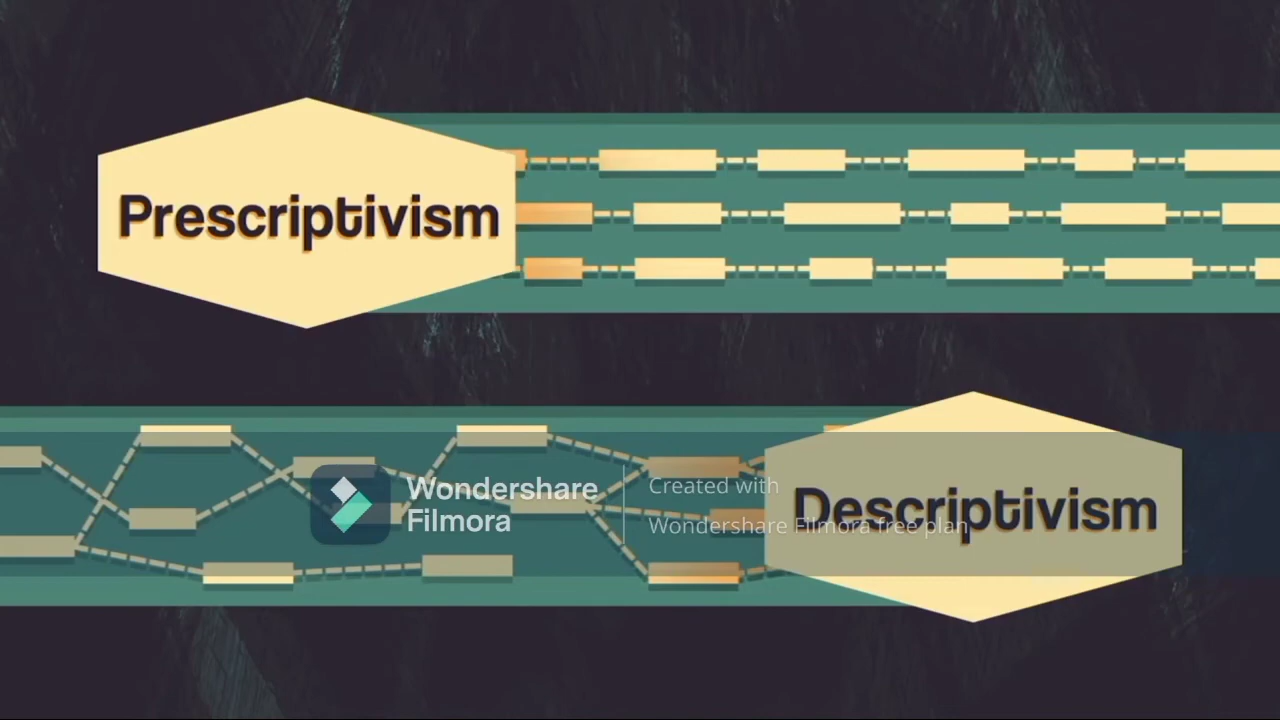 Prescriptivism
Wondershare
Filmora
Created with
Wondershare Filmora free plan
Descriptivism